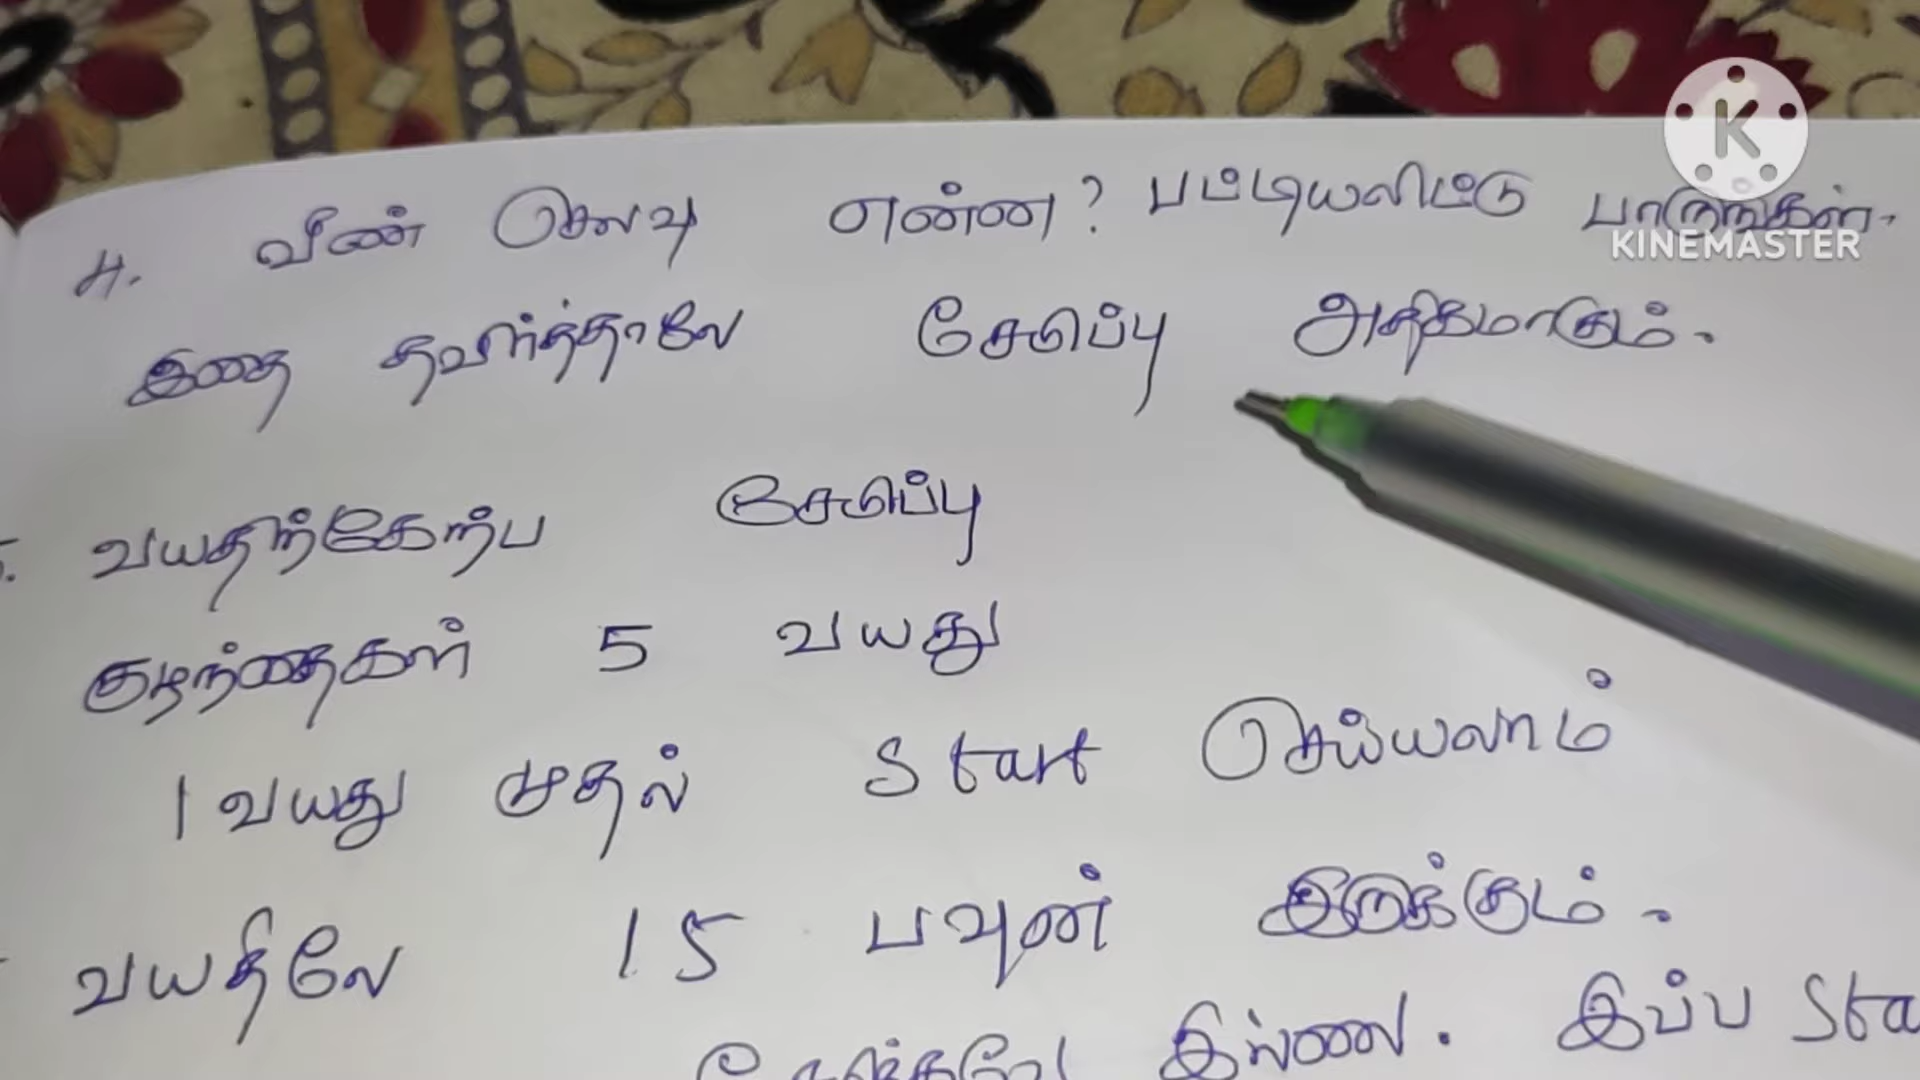 4. வீண் செலவு என்ன? பட்டியலிட்டு பாருங்கள்.
KINEMASTER
இதை தவிர்த்தாலே சேமிப்பு அதிகமாகும்.
5. வயதிற்கேற்ப சேமிப்பு
குழந்தைகள் 5 வயது
1 வயது முதல் Start செய்யலாம்
வயதிலே 15 பவுன் இருக்கும்.
இல்லை. இப்ப Sta